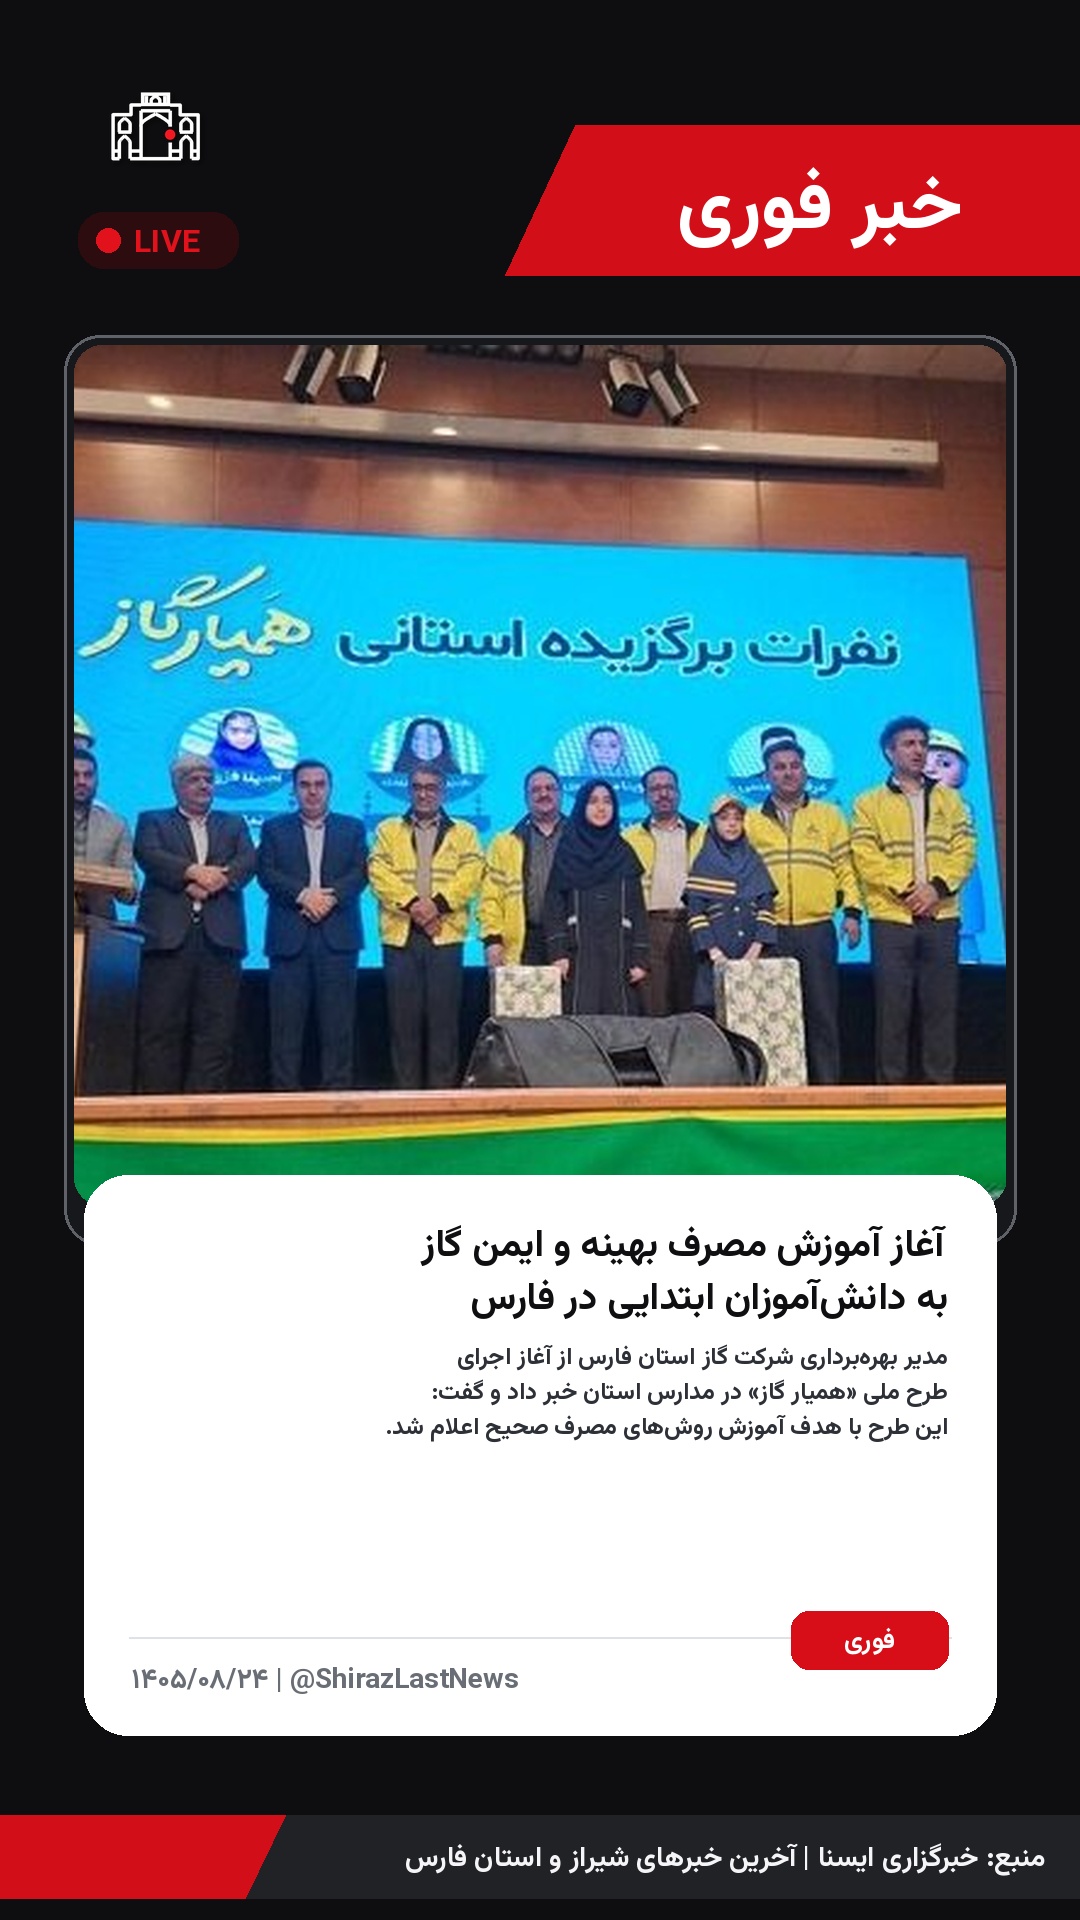 خبر فوری
LIVE
نفرات برگزیده استانی همیار گاز
آغاز آموزش مصرف بهینه و ایمن گاز
به دانش‌آموزان ابتدایی در فارس
مدیر بهره‌برداری شرکت گاز استان فارس از آغاز اجرای
طرح ملی «همیار گاز» در مدارس استان خبر داد و گفت:
این طرح با هدف آموزش روش‌های مصرف صحیح اعلام شد.
فوری
۱۴۰۵/۰۸/۲۴ | @ShirazLastNews
منبع: خبرگزاری ایسنا | آخرین خبرهای شیراز و استان فارس